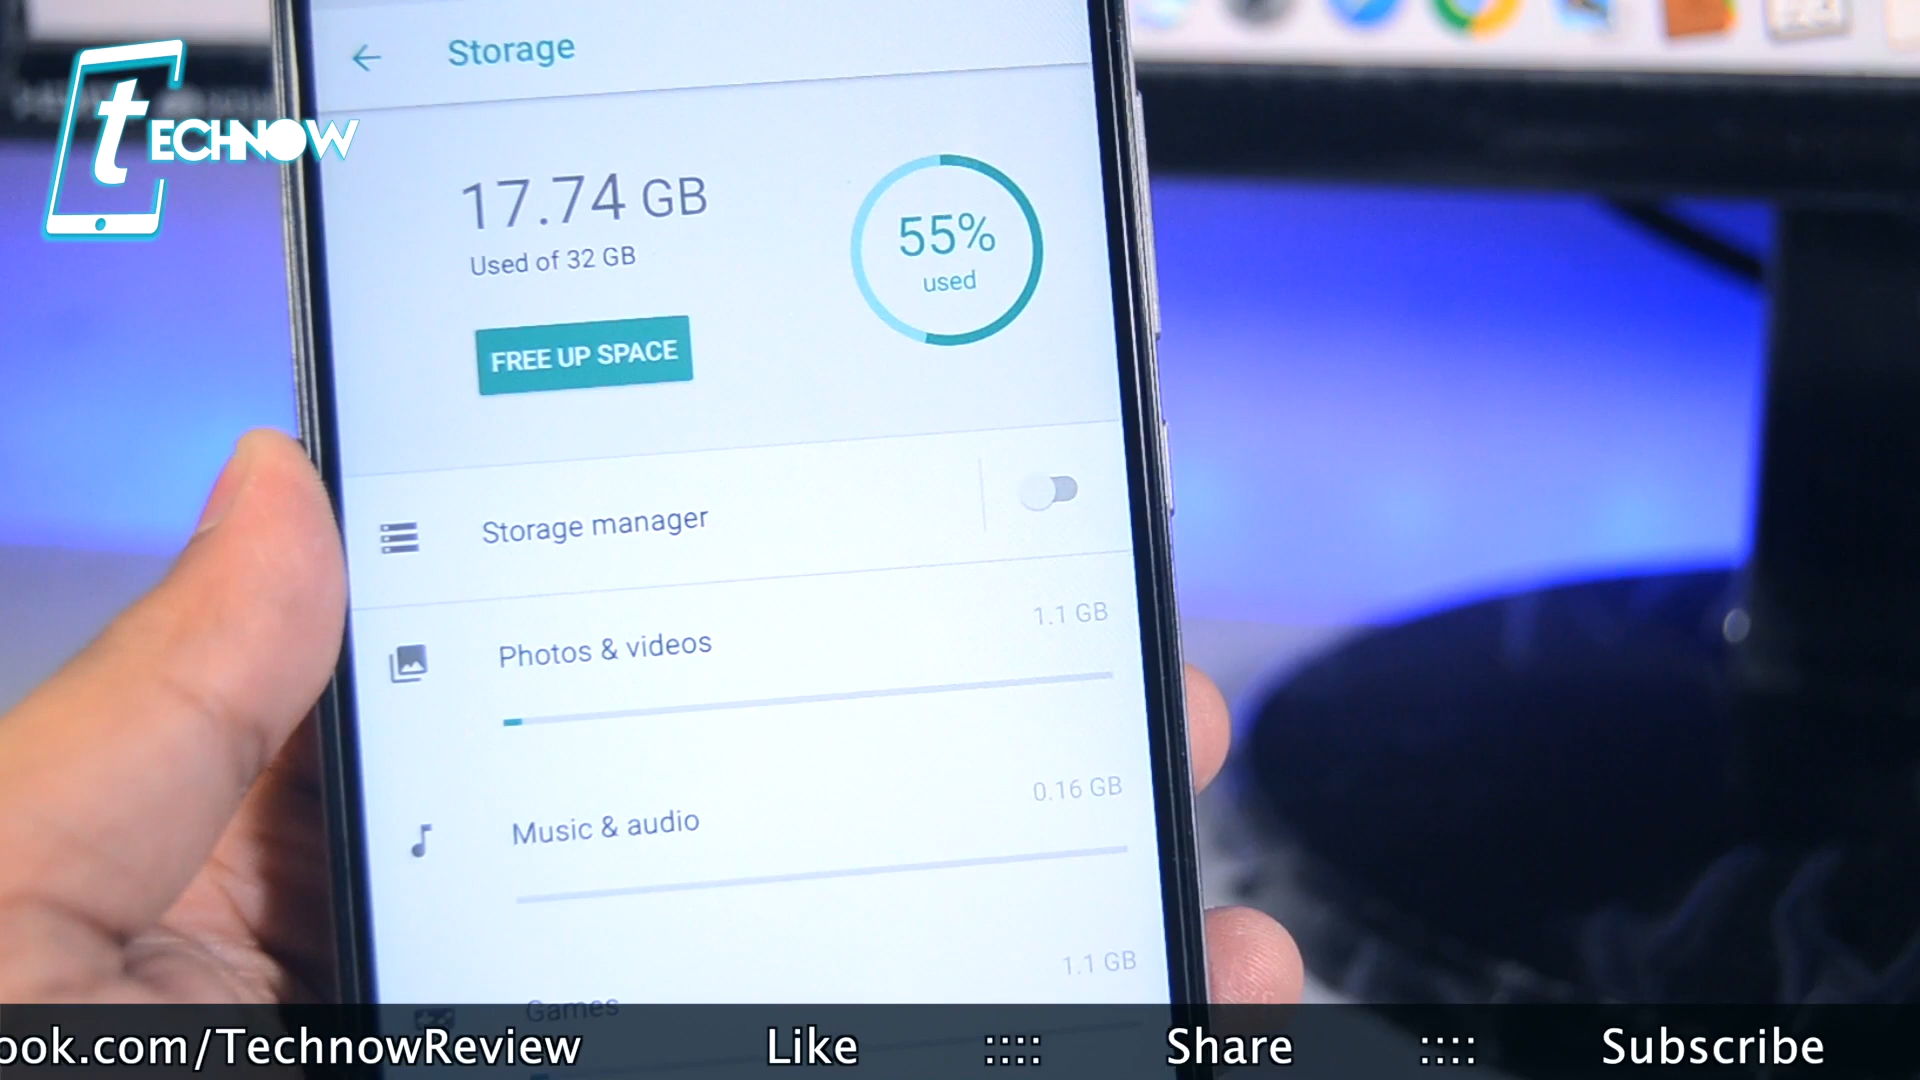 Storage
tECHNOW
17.74 GB
Used of 32 GB
55%
used
FREE UP SPACE
Storage manager
Photos & videos
1.1 GB
Music & audio
0.16 GB
Games
1.1 GB
ook.com/TechnowReview Like :::: Share :::: Subscribe